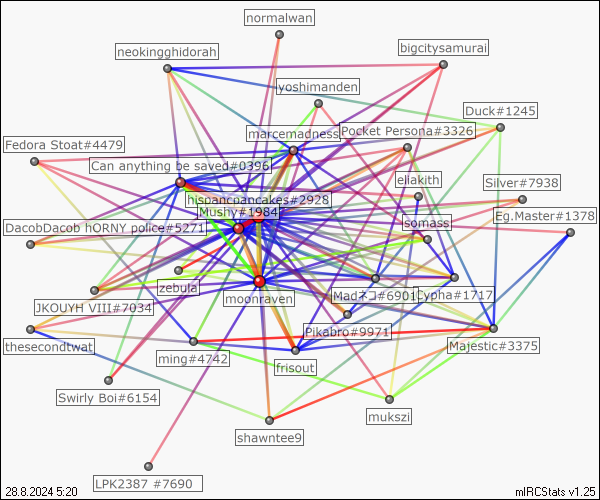 normalwan
neokingghidorah
bigcitysamurai
yoshimanden
Duck#1245
marcemadness
Pocket Persona#3326
Fedora Stoat#4479
Can anything be saved#0396
eliakith
Silver#7938
hispancoancakes#2928
Mushy#1984
Eg.Master#1378
DacobDacob hORNY police#5271
somass
zebula
moonraven
Madネコ#6901
Cypha#1717
JKOUYH VIII#7034
Pikabro#9971
thesecondtwat
ming#4742
frisout
Majestic#3375
Swirly Boi#6154
mukszi
shawntee9
LPK2387 #7690
28.8.2024 5:20
mIRCStats v1.25